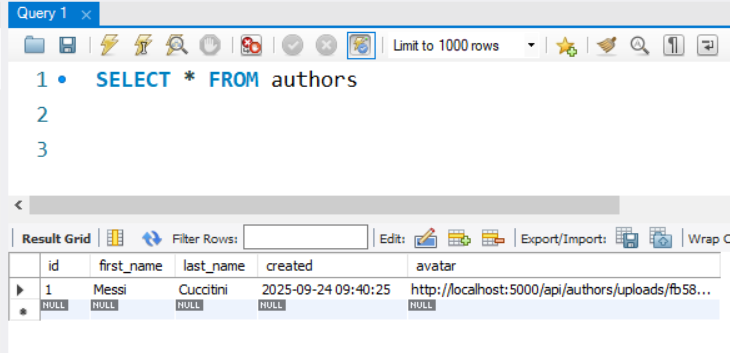 Query 1
Limit to 1000 rows
1 SELECT * FROM authors
2
3
Result Grid Filter Rows: Edit: Export/Import: Wrap C
id first_name last_name created avatar
1 Messi Cuccitini 2025-09-24 09:40:25 http://localhost:5000/api/authors/uploads/fb58...
NULL NULL NULL NULL NULL